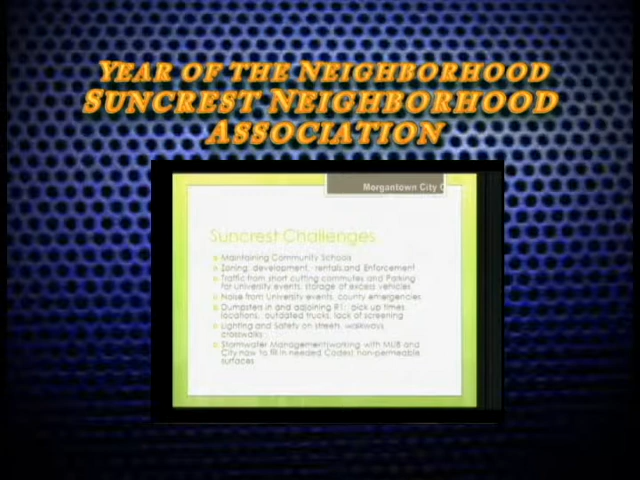 Year of the Neighborhood
Suncrest Neighborhood
Association
Morgantown City C
Suncrest Challenges
Maintaining Community Schools
Zoning, development, rentals and Enforcement
Traffic from short cutting commutes and Parking
for university events, storage of excess vehicles
Noise from University events, county emergencies
Dumpsters in and adjoining R1: pick up times,
locations, outdated trucks, lack of screening
Lighting and Safety on streets, walkways,
crosswalks
Stormwater Management(working with MUB and
City now to fill in needed Codes), non-permeable
surfaces